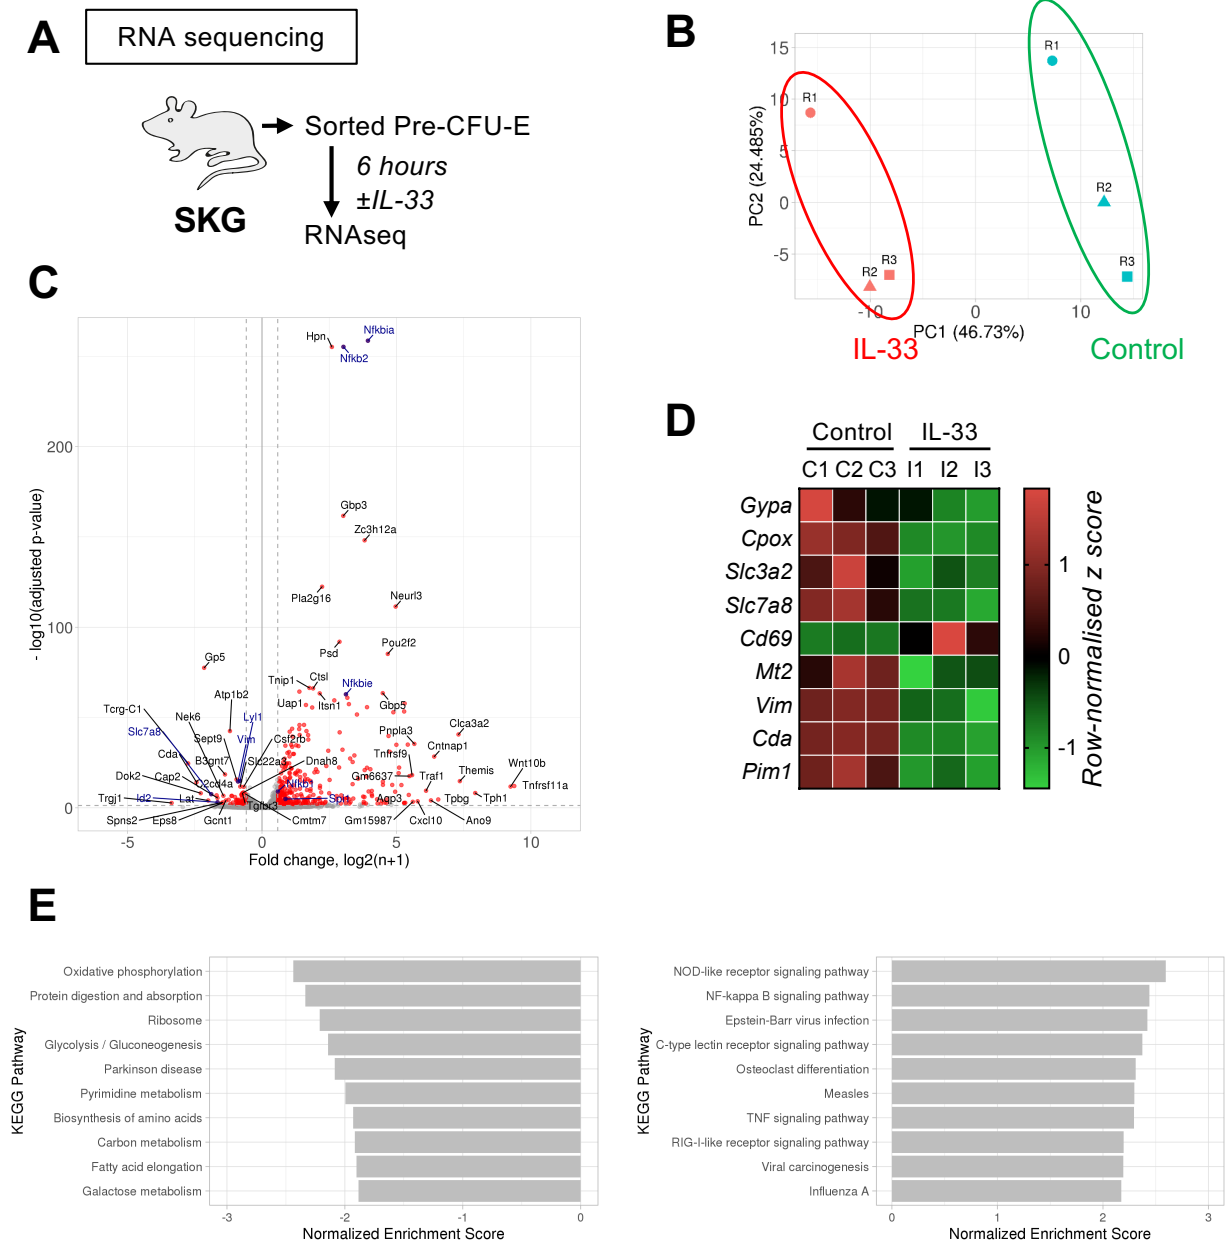 A
RNA sequencing
Sorted Pre-CFU-E
6 hours
±IL-33
SKG
RNAseq
B
PC2 (24.485%)
15
10
5
0
-5
R1
R1
R2
R3
R2
R3
-10
0
10
PC1 (46.73%)
IL-33
Control
C
- log10(adjusted p-value)
200
100
0
Hpn
Nfkbia
Nfkb2
Gbp3
Zc3h12a
Pla2g16
Neurl3
Psd
Pou2f2
Gp5
Tnip1
Ctsl
Nfkbie
Atp1b2
Uap1
Itsn1
Gbp5
Tcrg-C1
Nek6
Lyl1
Clca3a2
Slc7a8
Sept9
Vim
Csf2rb
Pnpla3
Cntnap1
Cda
B3gnt7
Slc22a3
Dnah8
Tnfrsf9
Wnt10b
Dok2
Cap2
Cd4a
Nfkb1
Gm6637
Traf1
Themis
Tnfrsf11a
Trgj1
Id2
Lat
Tgfbr3
Spi1
Aqp3
Tpbg
Tph1
Spns2
Eps8
Gcnt1
Cmtm7
Gm15987
Cxcl10
Ano9
-5
0
5
10
Fold change, log2(n+1)
D
Control
IL-33
C1 C2 C3 I1 I2 I3
Gypa
Cpox
Slc3a2
Slc7a8
Cd69
Mt2
Vim
Cda
Pim1
1
0
-1
Row-normalised z score
E
KEGG Pathway
Oxidative phosphorylation
Protein digestion and absorption
Ribosome
Glycolysis / Gluconeogenesis
Parkinson disease
Pyrimidine metabolism
Biosynthesis of amino acids
Carbon metabolism
Fatty acid elongation
Galactose metabolism
-3
-2
-1
0
Normalized Enrichment Score
KEGG Pathway
NOD-like receptor signaling pathway
NF-kappa B signaling pathway
Epstein-Barr virus infection
C-type lectin receptor signaling pathway
Osteoclast differentiation
Measles
TNF signaling pathway
RIG-I-like receptor signaling pathway
Viral carcinogenesis
Influenza A
0
1
2
3
Normalized Enrichment Score